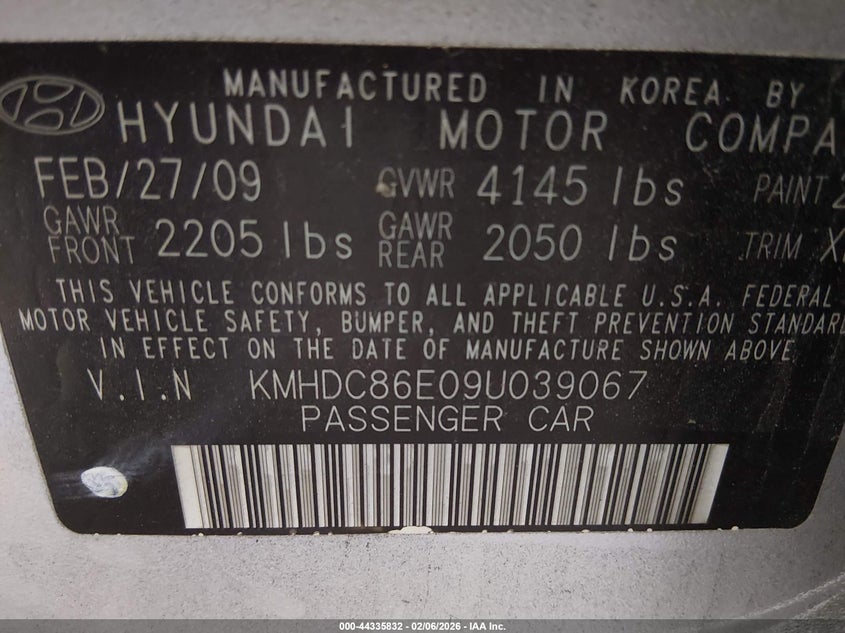 MANUFACTURED IN KOREA BY
HYUNDAI MOTOR
FEB/27/09 GVWR 4145 lbs PAINT
GAWR FRONT 2205 lbs GAWR REAR 2050 lbs TRIM
THIS VEHICLE CONFORMS TO ALL APPLICABLE U.S.A. FEDERAL
MOTOR VEHICLE SAFETY, BUMPER, AND THEFT PREVENTION
IN EFFECT ON THE DATE OF MANUFACTURE SHOWN ABOVE
V.I.N KMHDC86E09U039067
PASSENGER CAR
000-44335832 - 02/06/2026 - IAA Inc.